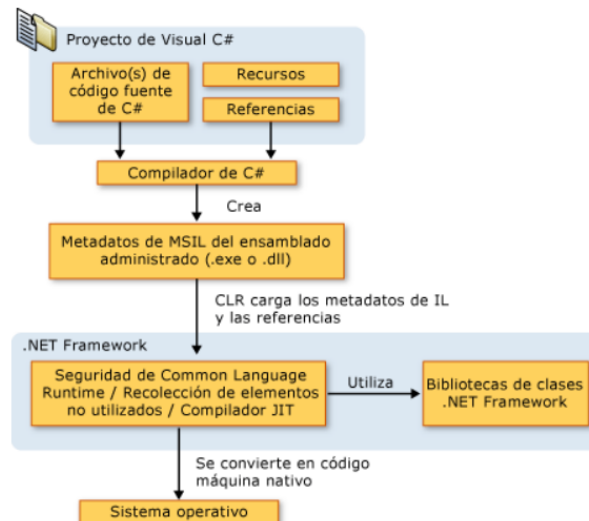 Proyecto de Visual C#
Archivo(s) de
código fuente
de C#
Recursos
Referencias
Compilador de C#
Crea
Metadatos de MSIL del ensamblado
administrado (.exe o .dll)
CLR carga los metadatos de IL
y las referencias
.NET Framework
Seguridad de Common Language
Runtime / Recolección de elementos
no utilizados / Compilador JIT
Utiliza
Bibliotecas de clases
.NET Framework
Se convierte en código
máquina nativo
Sistema operativo